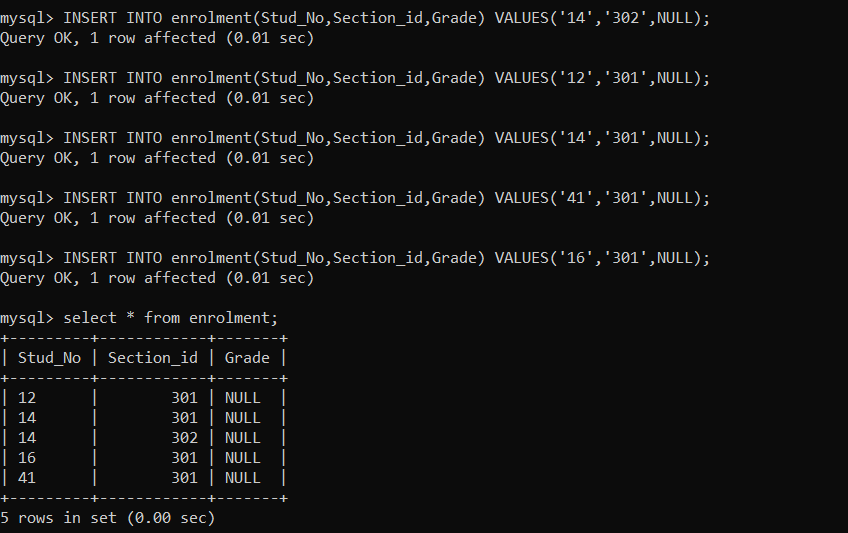 mysql> INSERT INTO enrolment(Stud_No,Section_id,Grade) VALUES('14','302',NULL);
Query OK, 1 row affected (0.01 sec)
mysql> INSERT INTO enrolment(Stud_No,Section_id,Grade) VALUES('12','301',NULL);
Query OK, 1 row affected (0.01 sec)
mysql> INSERT INTO enrolment(Stud_No,Section_id,Grade) VALUES('14','301',NULL);
Query OK, 1 row affected (0.01 sec)
mysql> INSERT INTO enrolment(Stud_No,Section_id,Grade) VALUES('41','301',NULL);
Query OK, 1 row affected (0.01 sec)
mysql> INSERT INTO enrolment(Stud_No,Section_id,Grade) VALUES('16','301',NULL);
Query OK, 1 row affected (0.01 sec)
mysql> select * from enrolment;
+---------+------------+-------+
| Stud_No | Section_id | Grade |
+---------+------------+-------+
| 12      |        301 | NULL  |
| 14      |        301 | NULL  |
| 14      |        302 | NULL  |
| 16      |        301 | NULL  |
| 41      |        301 | NULL  |
+---------+------------+-------+
5 rows in set (0.00 sec)